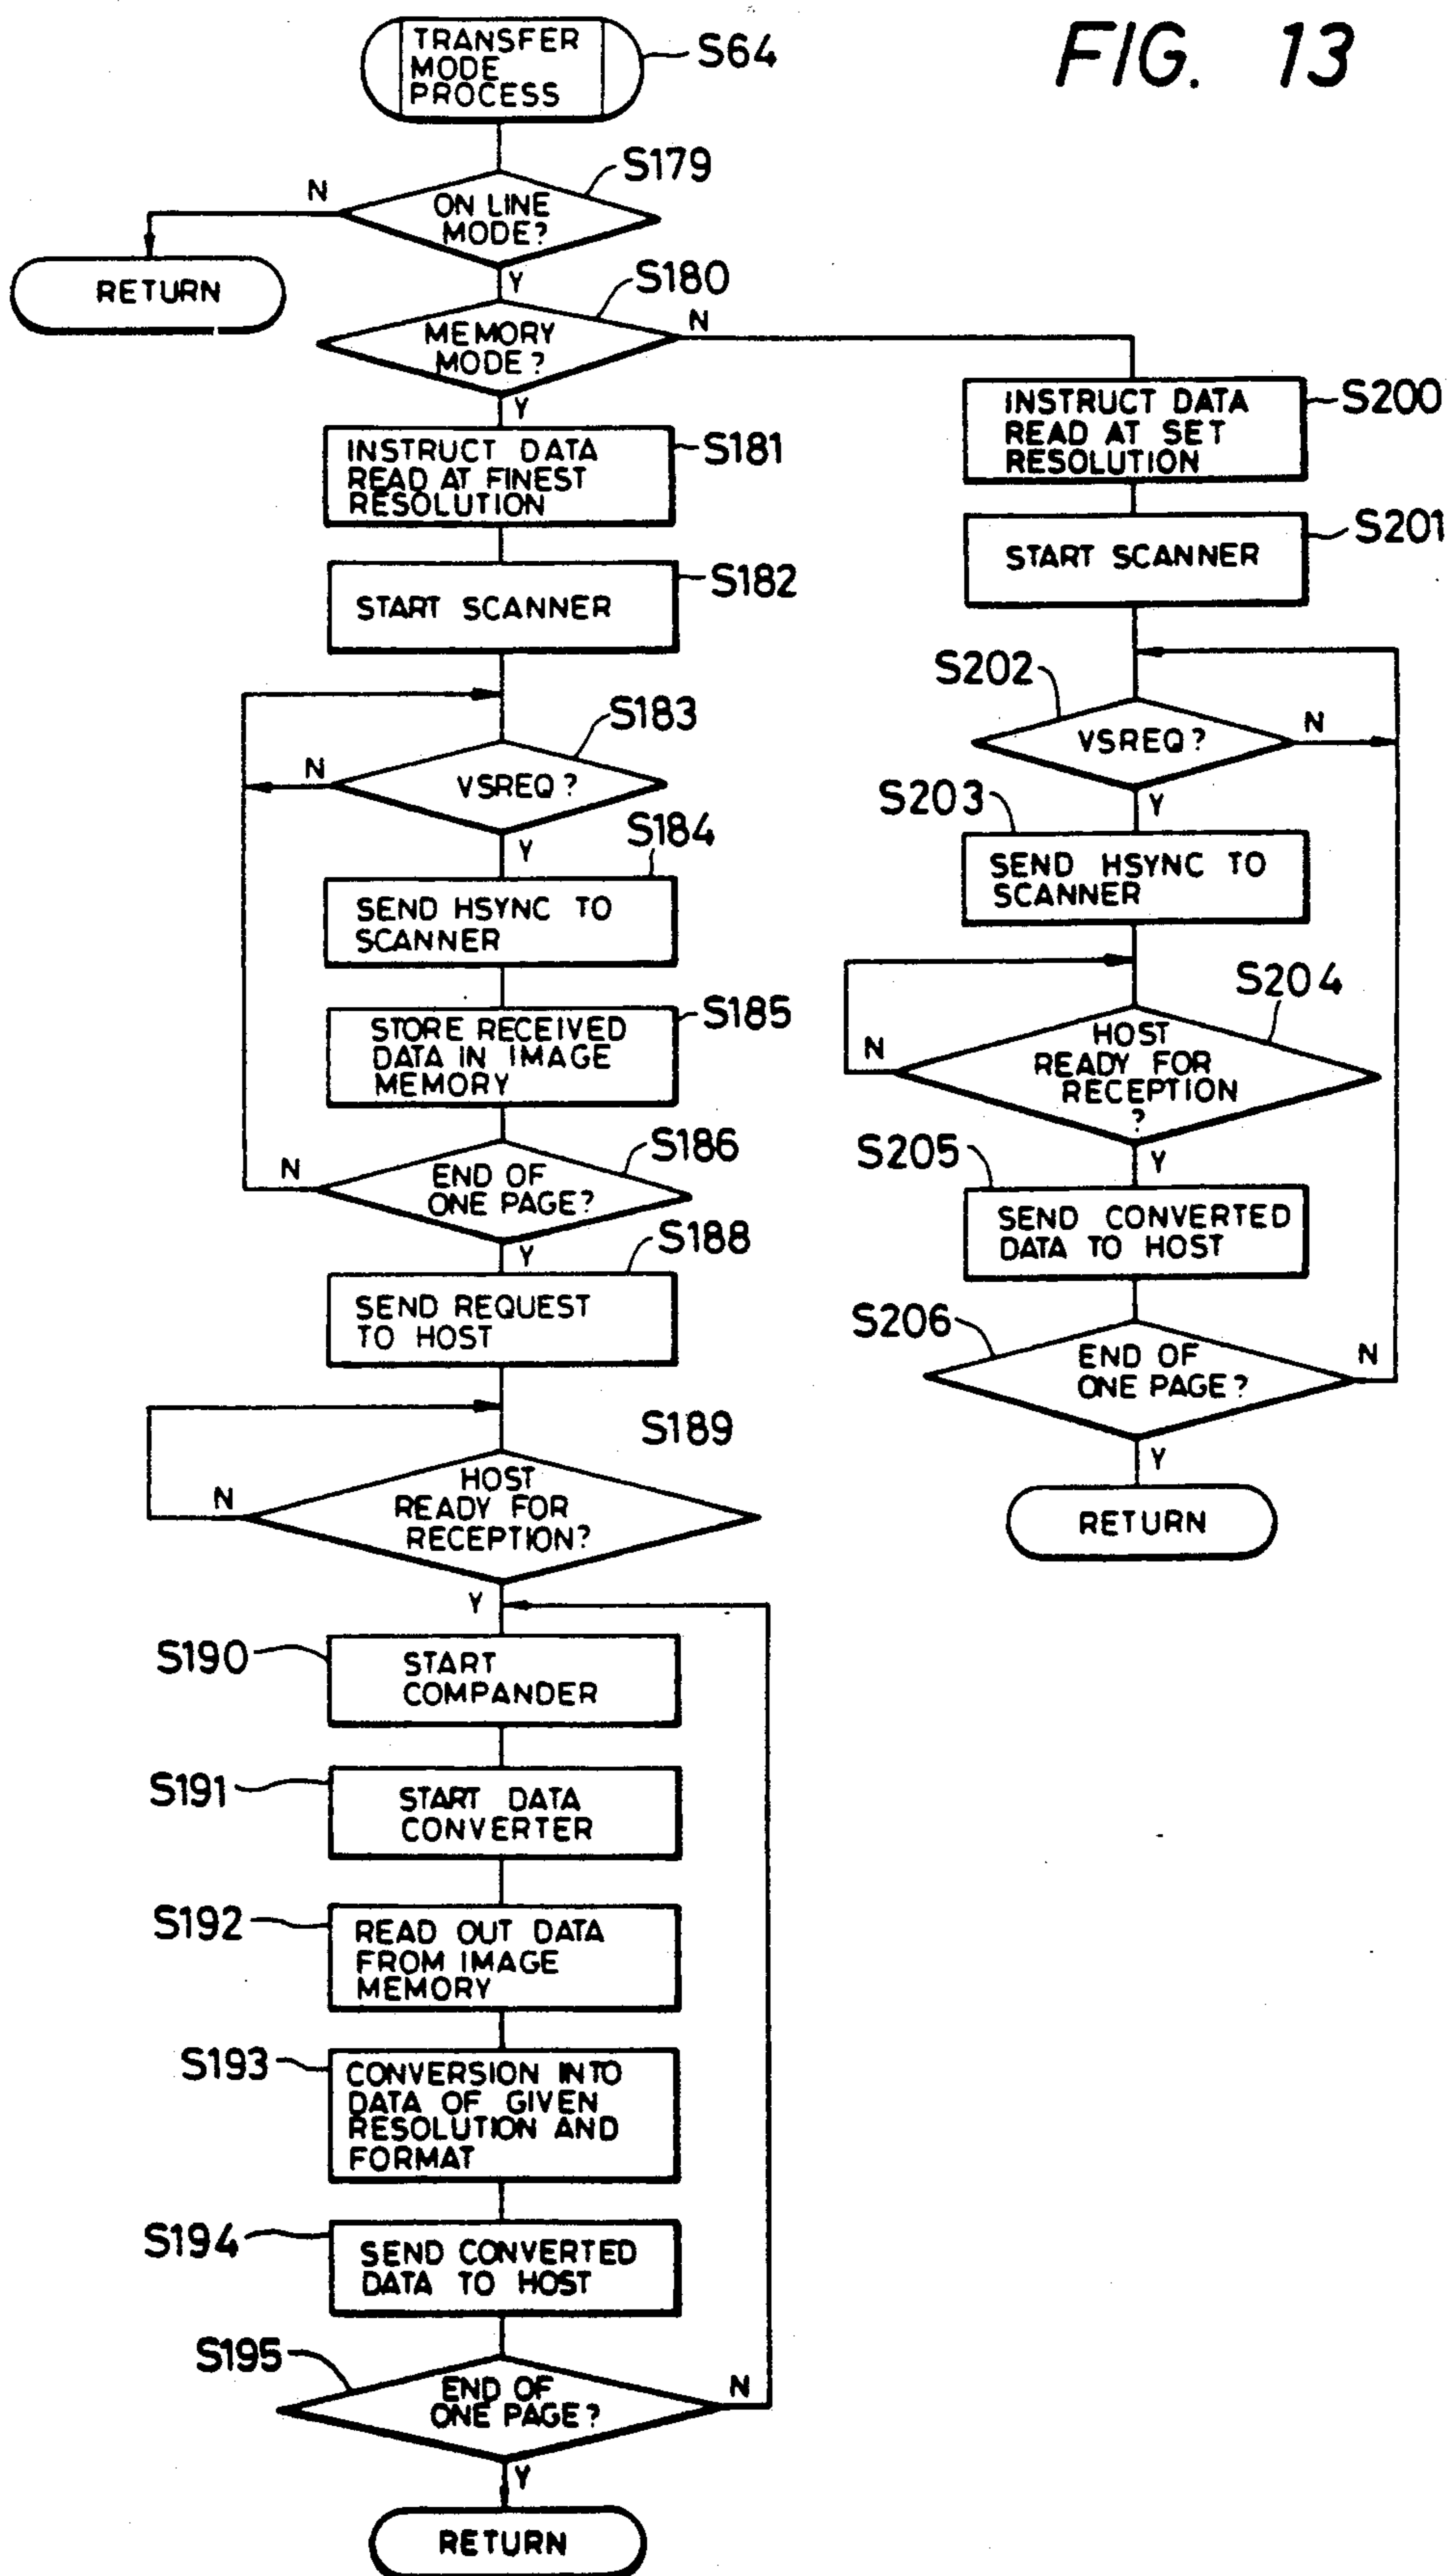 FIG. 13
TRANSFER
MODE
PROCESS
S64
S179
N
ON LINE
MODE?
RETURN
Y
S180
MEMORY
MODE?
N
Y
INSTRUCT DATA
READ AT FINEST
RESOLUTION
S181
START SCANNER
S182
S183
N
VSREQ?
Y
S184
SEND HSYNC TO
SCANNER
STORE RECEIVED
DATA IN IMAGE
MEMORY
S185
S186
N
END OF
ONE PAGE?
Y
S188
SEND REQUEST
TO HOST
S189
N
HOST
READY FOR
RECEPTION?
Y
S190
START
COMPANDER
S191
START DATA
CONVERTER
S192
READ OUT DATA
FROM IMAGE
MEMORY
S193
CONVERSION INTO
DATA OF GIVEN
RESOLUTION AND
FORMAT
S194
SEND CONVERTED
DATA TO HOST
S195
END OF
ONE PAGE?
N
Y
RETURN
INSTRUCT DATA
READ AT SET
RESOLUTION
S200
START SCANNER
S201
S202
VSREQ?
N
Y
S203
SEND HSYNC TO
SCANNER
S204
N
HOST
READY FOR
RECEPTION
?
Y
S205
SEND CONVERTED
DATA TO HOST
S206
END OF
ONE PAGE?
N
Y
RETURN